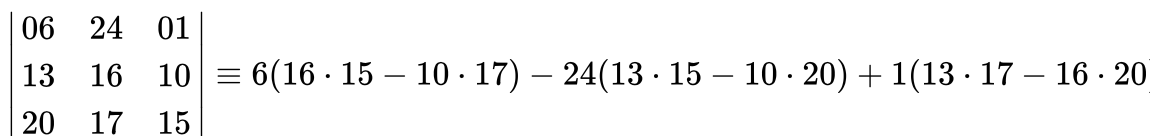 |06 24 01|
|13 16 10| ≡ 6(16 · 15 − 10 · 17) − 24(13 · 15 − 10 · 20) + 1(13 · 17 − 16 · 20)
|20 17 15|